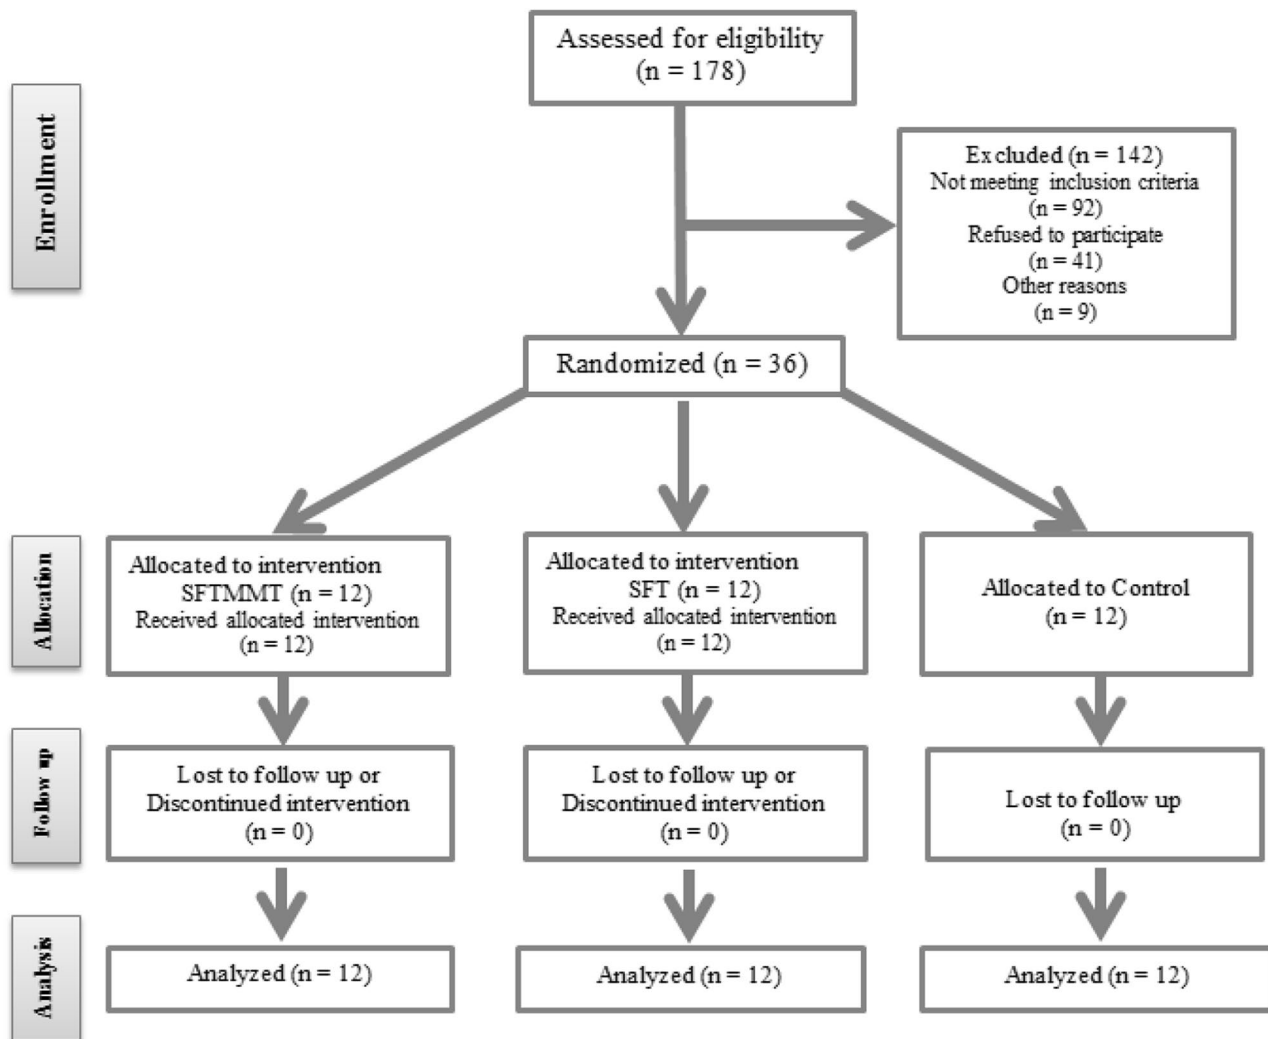 Assessed for eligibility
(n = 178)
Enrollment
Excluded (n = 142)
Not meeting inclusion criteria
(n = 92)
Refused to participate
(n = 41)
Other reasons
(n = 9)
Randomized (n = 36)
Allocation
Allocated to intervention
SFTMMT (n = 12)
Received allocated intervention
(n = 12)
Allocated to intervention
SFT (n = 12)
Received allocated intervention
(n = 12)
Allocated to Control
(n = 12)
Follow up
Lost to follow up or
Discontinued intervention
(n = 0)
Lost to follow up or
Discontinued intervention
(n = 0)
Lost to follow up
(n = 0)
Analysis
Analyzed (n = 12)
Analyzed (n = 12)
Analyzed (n = 12)